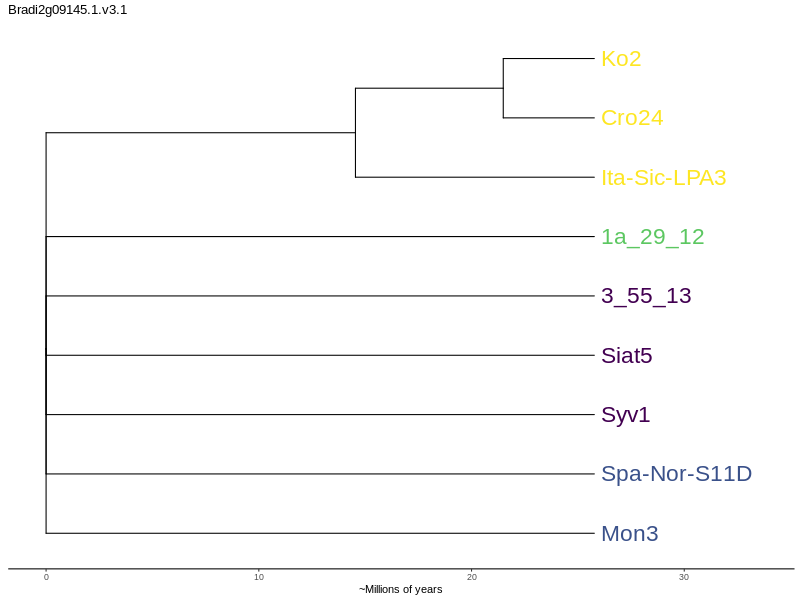 Bradi2g09145.1.v3.1
Ko2
Cro24
Ita-Sic-LPA3
1a_29_12
3_55_13
Siat5
Syv1
Spa-Nor-S11D
Mon3
0 10 20 30
~Millions of years